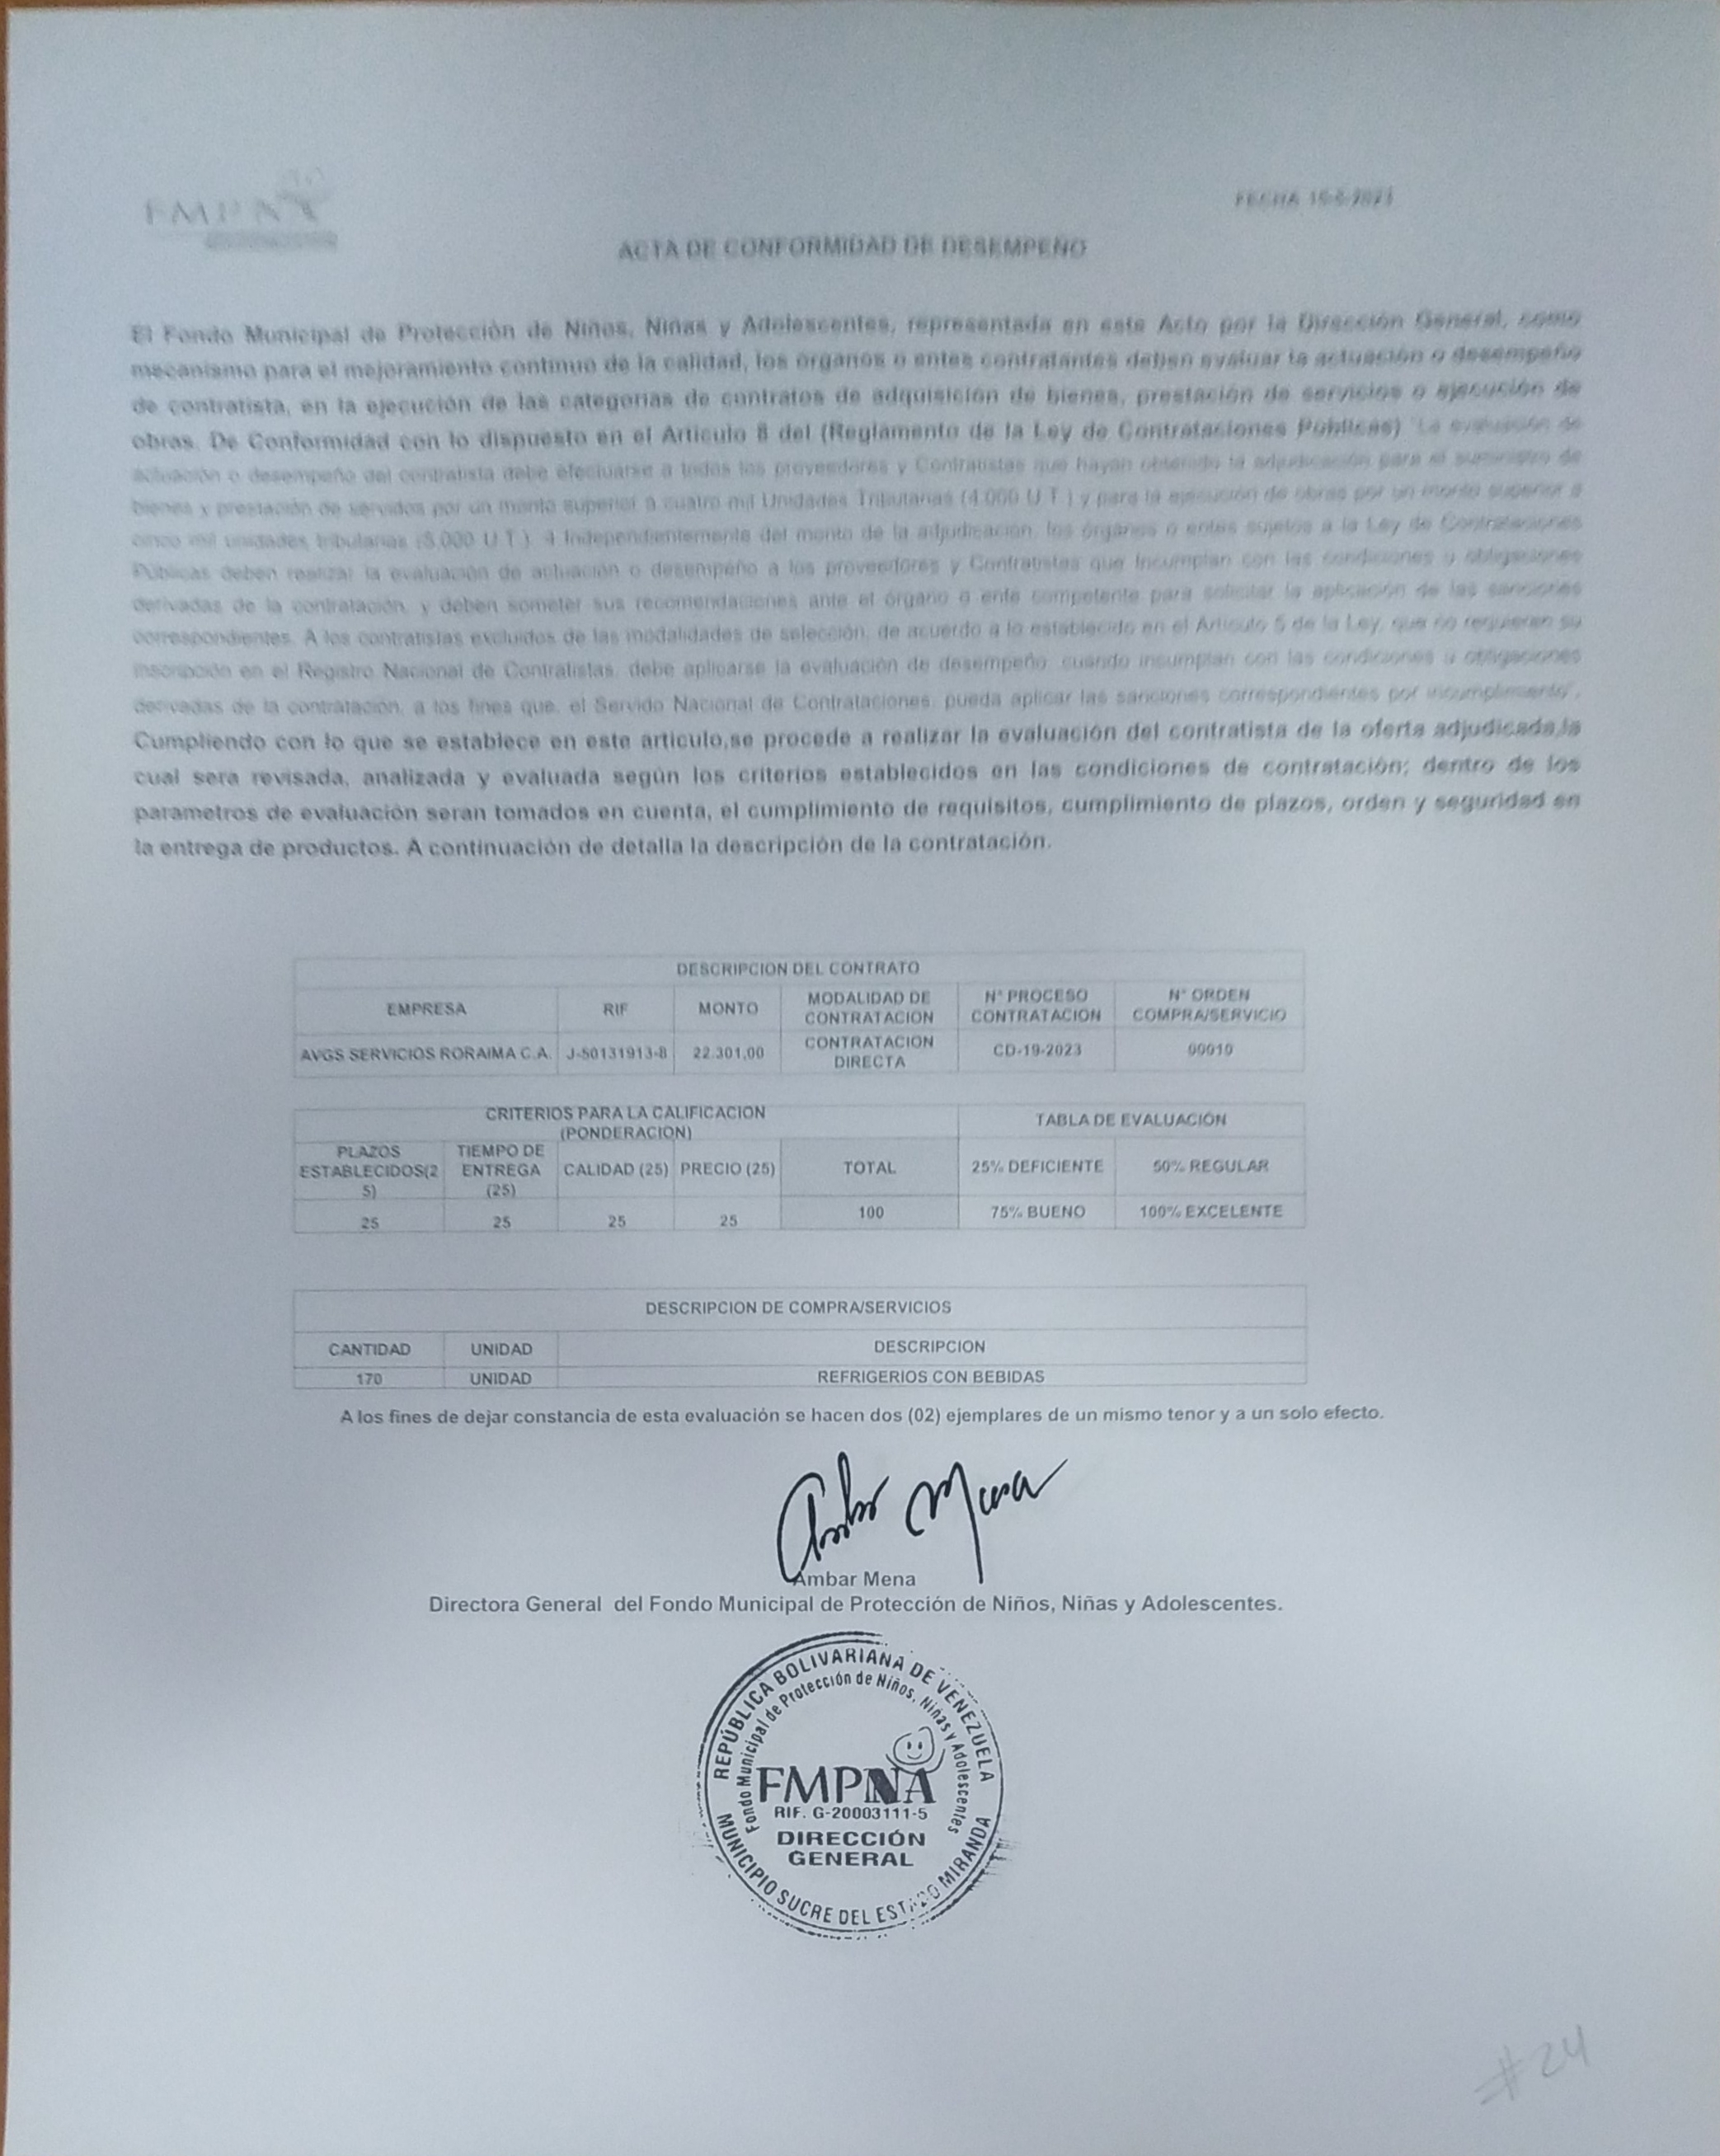 FMPNA
FECHA
ACTA DE CONFORMIDAD DE DESEMPEÑO
El Fondo Municipal de Protección de Niños, Niñas y Adolescentes, representada en este Acto por la Dirección General, como
mecanismo para el mejoramiento continuo de la calidad, los órganos o entes contratantes deben evaluar la actuación o desempeño
de contratista, en la ejecución de las categorias de contratos de adquisición de bienes, prestación de servicios o ejecución de
obras. De Conformidad con lo dispuesto en el Articulo 8 del (Reglamento de la Ley de Contrataciones Públicas) "La evaluación de
actuación o desempeño del contratista debe efectuarse a todos los proveedores y Contratistas que hayan obtenido la adjudicación para el suministro de
bienes y prestación de servidos por un monto superior a cuatro mil Unidades Tributarias (4.000 U.T.) y para la ejecución de obras por un monto superior a
cinco mil unidades tributarias (5.000 U.T.). 4 Independientemente del monto de la adjudicación, los órganos o entes sujetos a la Ley de Contrataciones
Públicas deben realizar la evaluación de actuación o desempeño a los proveedores y Contratistas que Incumplan con las condiciones u obligaciones
derivadas de la contratación, y deben someter sus recomendaciones ante el órgano o ente competente para solicitar la aplicación de las sanciones
correspondientes. A los contratistas excluidos de las modalidades de selección, de acuerdo a lo establecido en el Articulo 5 de la Ley, que no requieren su
inscripción en el Registro Nacional de Contratistas, debe aplicarse la evaluación de desempeño, cuando incumplan con las condiciones u obligaciones
derivadas de la contratación, a los fines que, el Servido Nacional de Contrataciones, pueda aplicar las sanciones correspondientes por incumplimiento",
Cumpliendo con lo que se establece en este articulo,se procede a realizar la evaluación del contratista de la oferta adjudicada,la
cual sera revisada, analizada y evaluada según los criterios establecidos en las condiciones de contratación; dentro de los
parametros de evaluación seran tomados en cuenta, el cumplimiento de requisitos, cumplimiento de plazos, orden y seguridad en
la entrega de productos. A continuación de detalla la descripción de la contratación.
DESCRIPCION DEL CONTRATO
EMPRESA RIF MONTO MODALIDAD DE CONTRATACION N° PROCESO CONTRATACION N° ORDEN COMPRA/SERVICIO
AVGS SERVICIOS RORAIMA C.A. J-50131913-8 22.301,00 CONTRATACION DIRECTA CD-19-2023 00010
CRITERIOS PARA LA CALIFICACION (PONDERACION) TABLA DE EVALUACIÓN
PLAZOS ESTABLECIDOS(25) TIEMPO DE ENTREGA (25) CALIDAD (25) PRECIO (25) TOTAL 25% DEFICIENTE 50% REGULAR
25 25 25 25 100 75% BUENO 100% EXCELENTE
DESCRIPCION DE COMPRA/SERVICIOS
CANTIDAD UNIDAD DESCRIPCION
170 UNIDAD REFRIGERIOS CON BEBIDAS
A los fines de dejar constancia de esta evaluación se hacen dos (02) ejemplares de un mismo tenor y a un solo efecto.
Ambar Mena
Ambar Mena
Directora General del Fondo Municipal de Protección de Niños, Niñas y Adolescentes.
REPÚBLICA BOLIVARIANA DE VENEZUELA
Fondo Municipal de Protección de Niños, Niñas y Adolescentes
FMPNA
RIF. G-20003111-5
DIRECCIÓN
GENERAL
MUNICIPIO SUCRE DEL ESTADO MIRANDA
#24